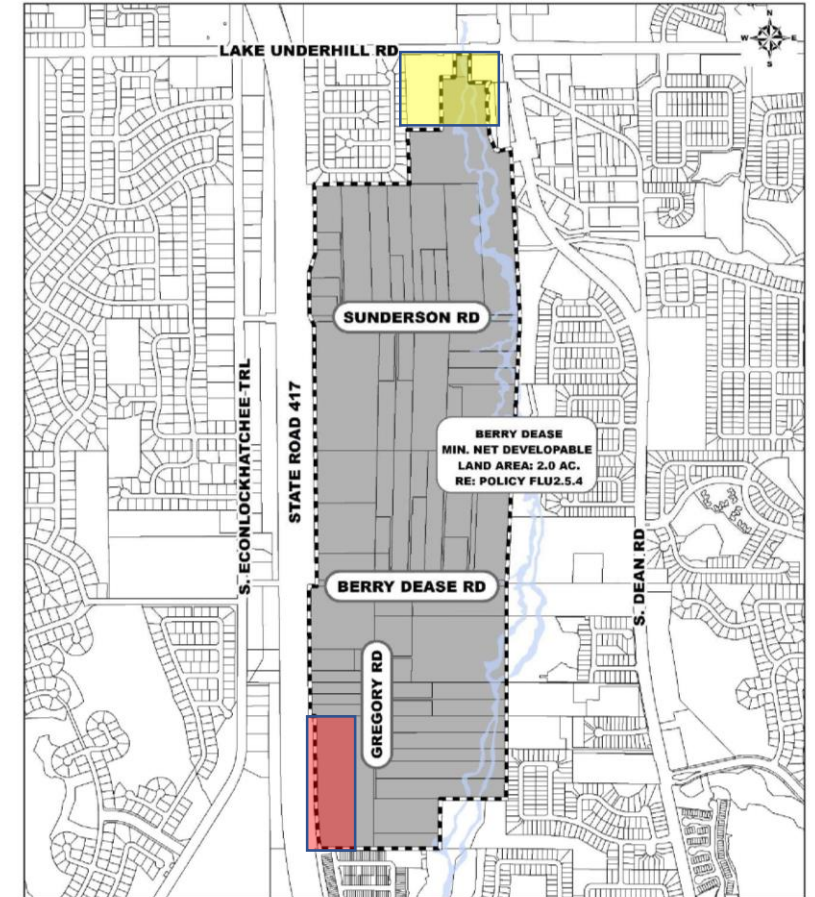 N
W E
S
LAKE UNDERHILL RD
SUNDERSON RD
S. ECONLOCKHATCHEE TRL
STATE ROAD 417
BERRY DEASE
MIN. NET DEVELOPABLE
LAND AREA: 2.0 AC.
RE: POLICY FLU2.5.4
S. DEAN RD
BERRY DEASE RD
GREGORY RD